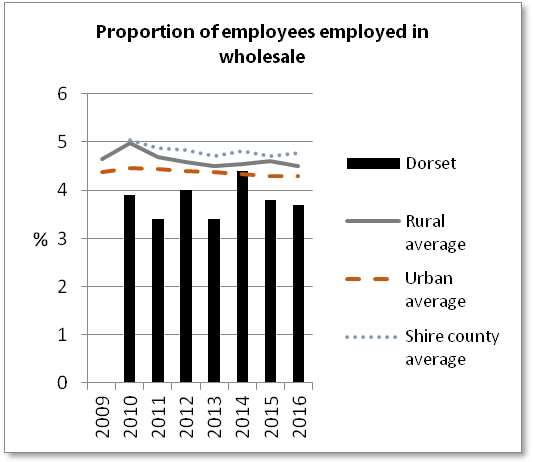 Proportion of employees employed in
wholesale
6
5
4
3
2
1
0
%
2009
2010
2011
2012
2013
2014
2015
2016
Dorset
Rural
average
Urban
average
Shire county
average